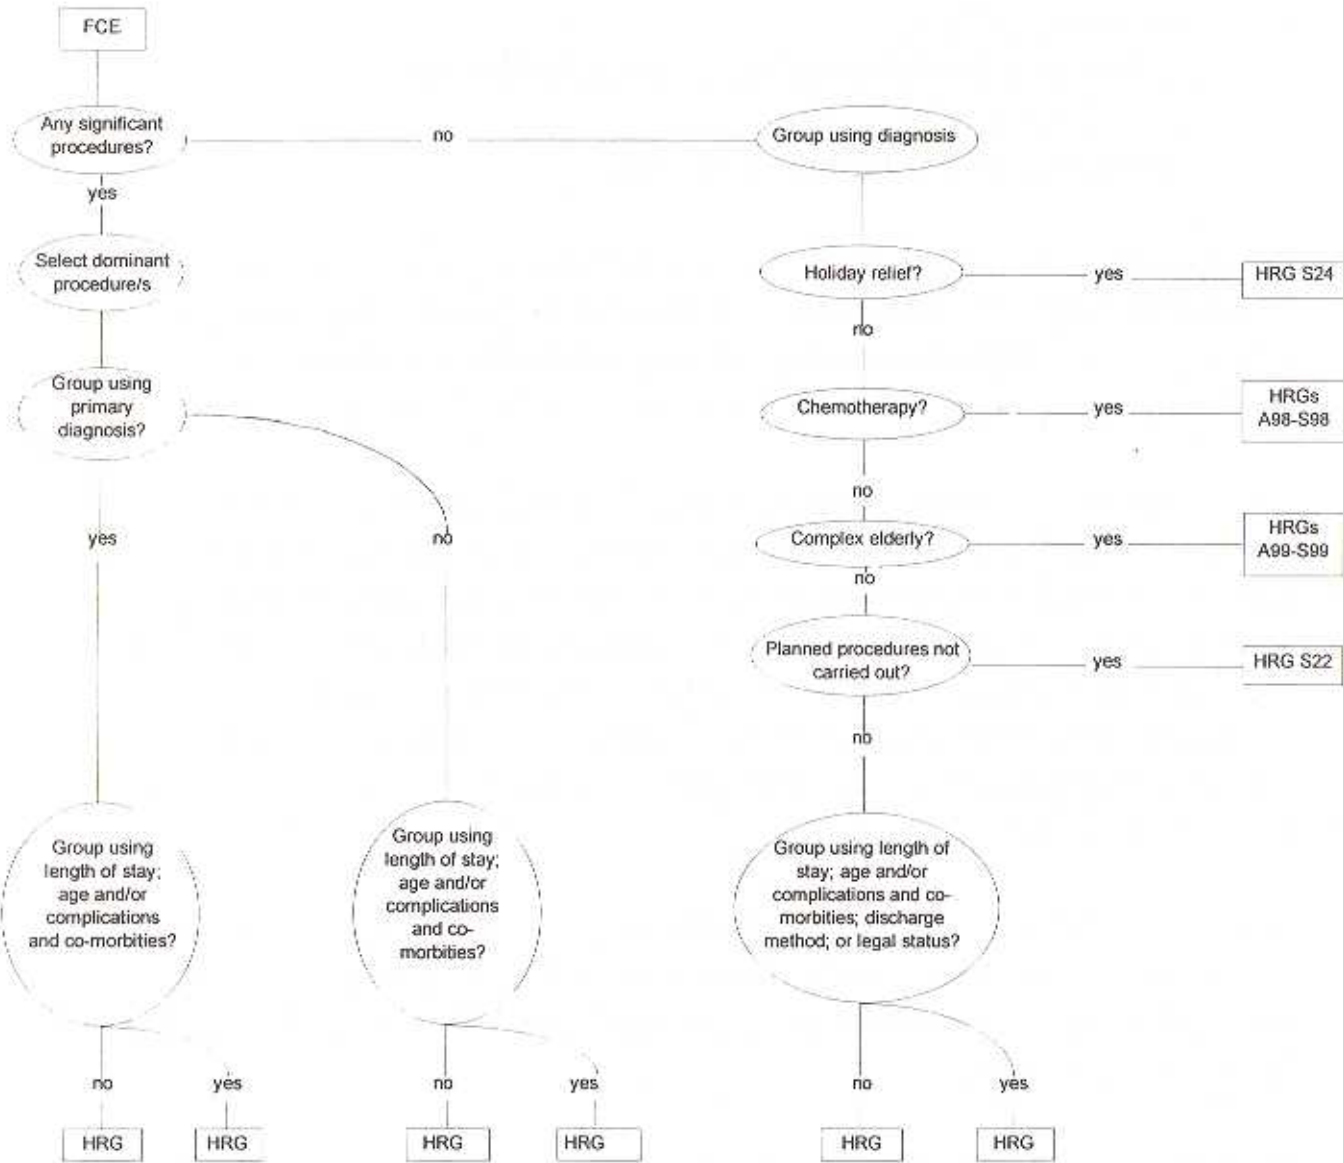 FCE
Any significant
procedures?
no
Group using diagnosis
yes
Select dominant
procedure/s
Holiday relief?
yes
HRG S24
no
Group using
primary
diagnosis?
Chemotherapy?
yes
HRGs
A98-S98
no
yes
no
Complex elderly?
yes
HRGs
A99-S99
no
Planned procedures not
carried out?
yes
HRG S22
no
Group using
length of stay;
age and/or
complications
and co-morbities?
Group using
length of stay;
age and/or
complications
and co-
morbities?
Group using length of
stay; age and/or
complications and co-
morbities; discharge
method; or legal status?
no
yes
no
yes
no
yes
HRG
HRG
HRG
HRG
HRG
HRG